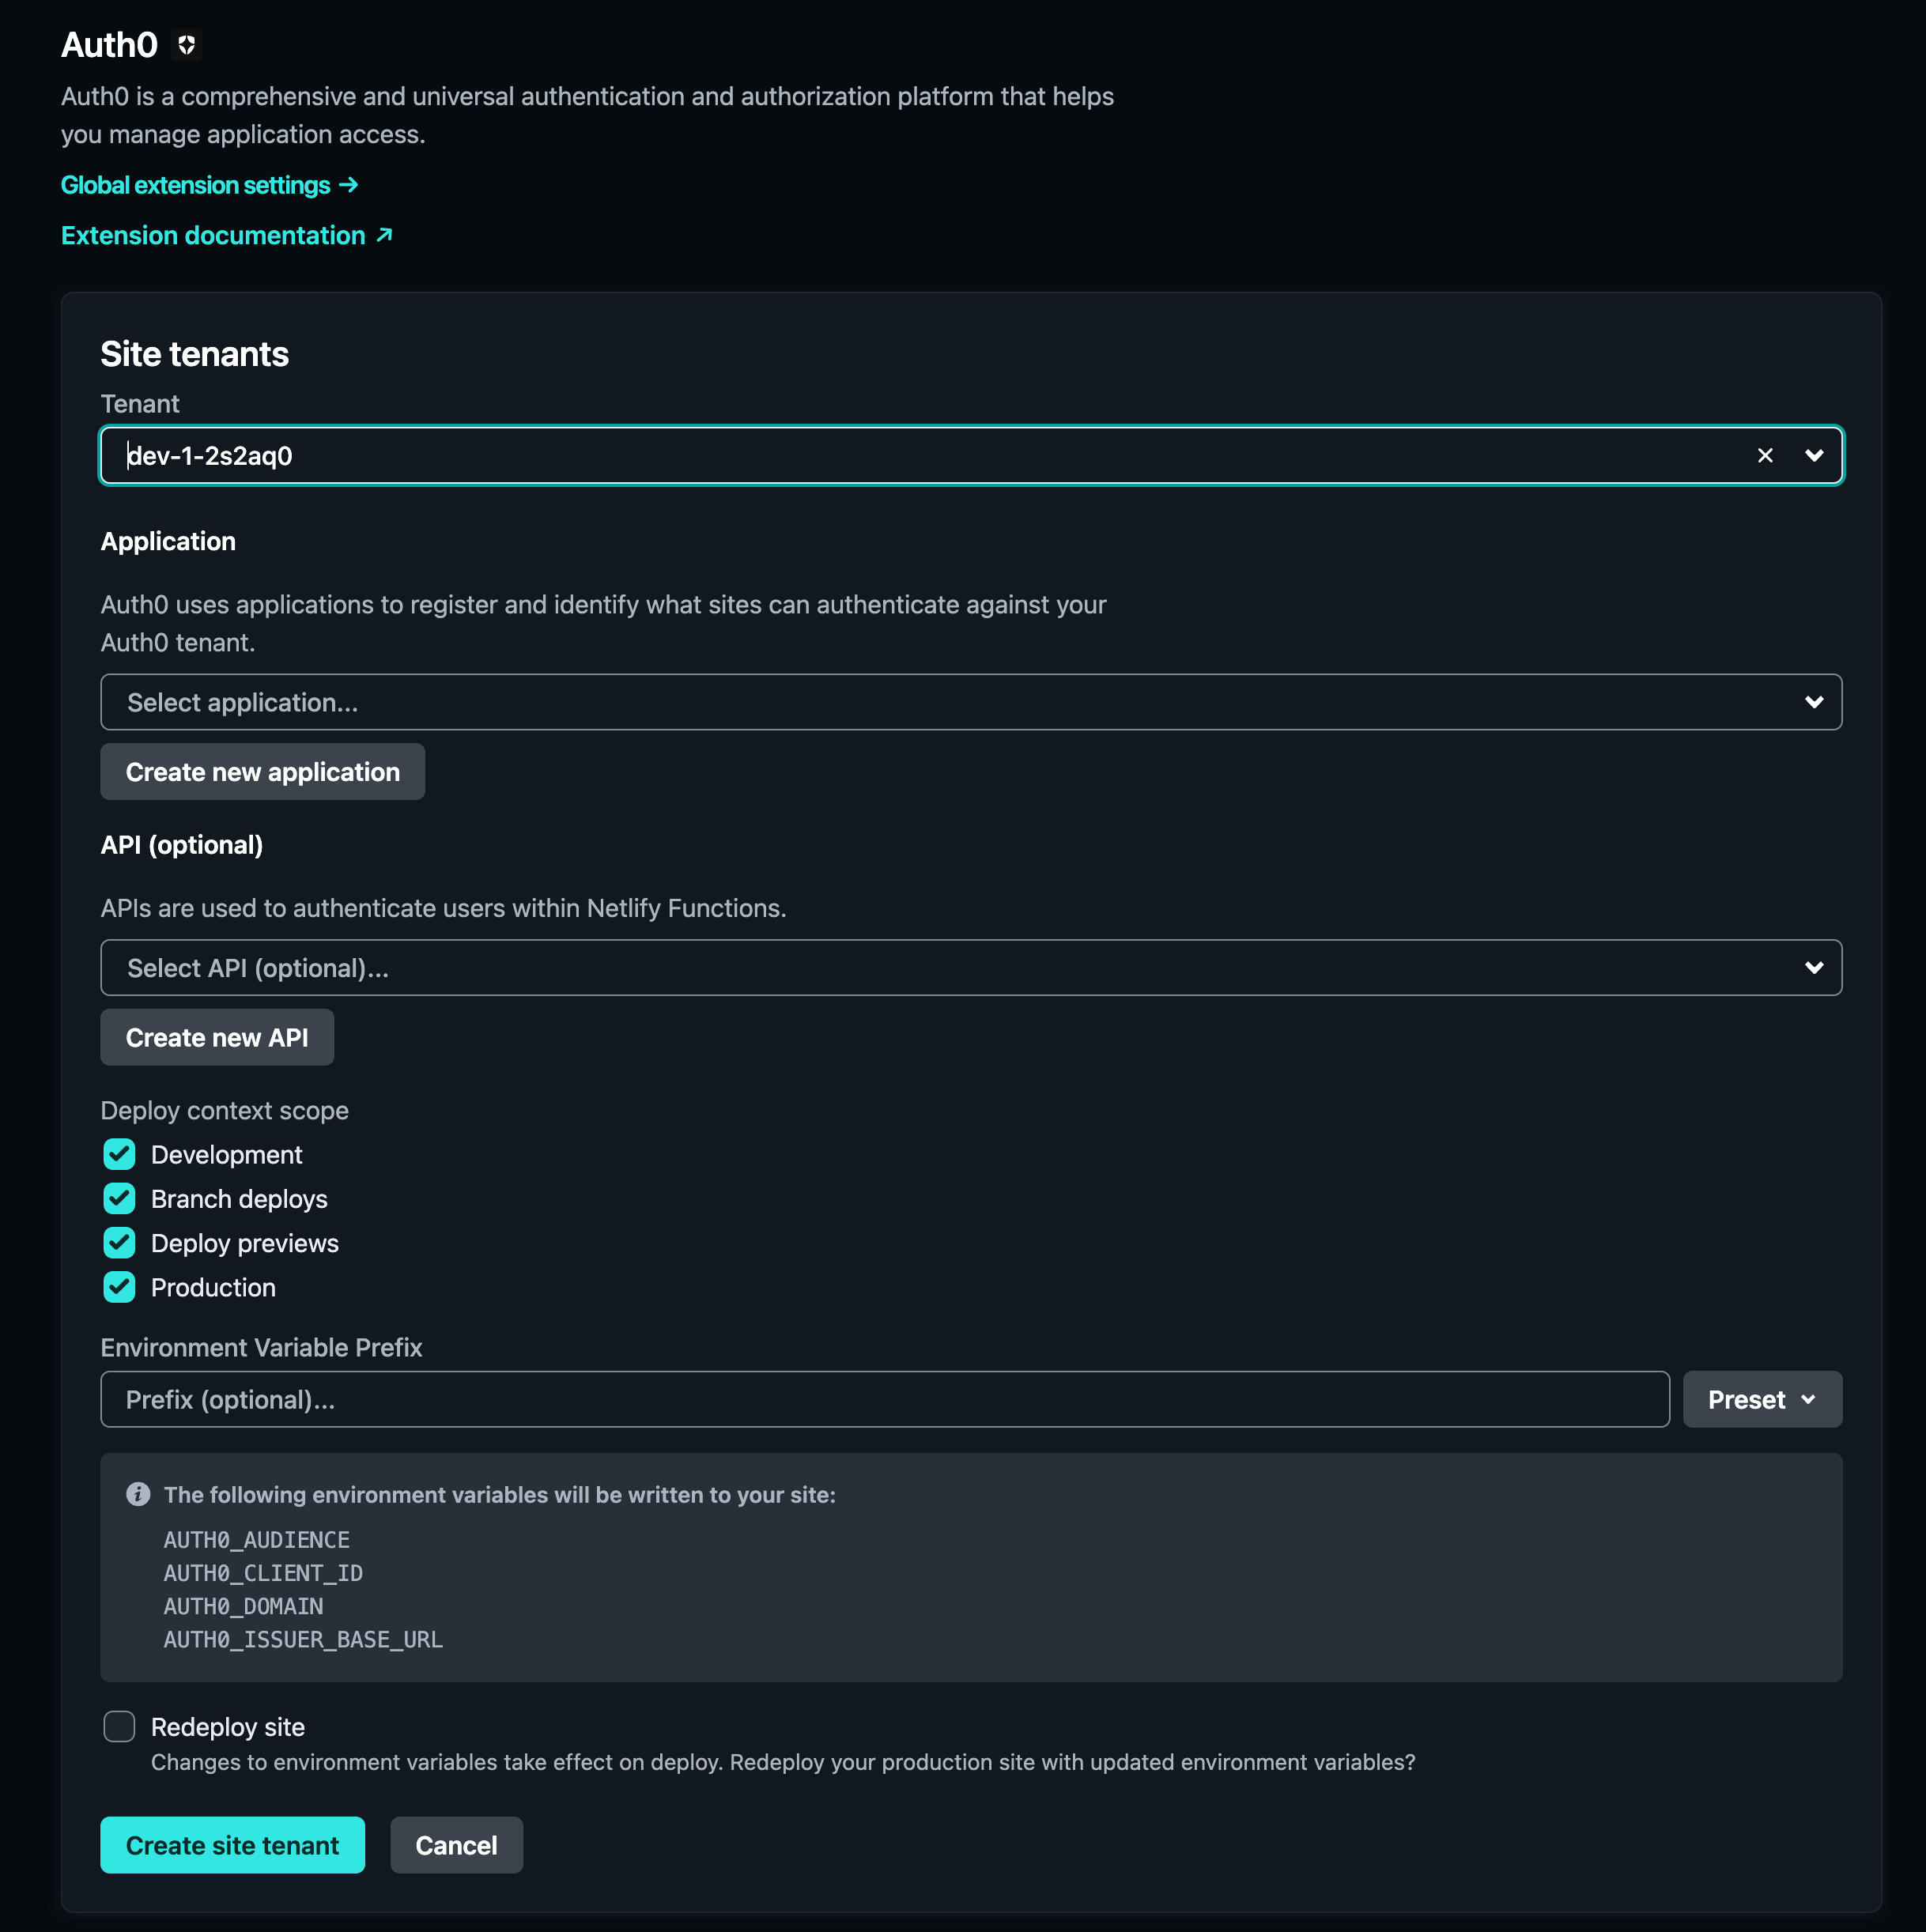 Auth0
Auth0 is a comprehensive and universal authentication and authorization platform that helps
you manage application access.
Global extension settings →
Extension documentation ↗
Site tenants
Tenant
dev-1-2s2aq0
Application
Auth0 uses applications to register and identify what sites can authenticate against your
Auth0 tenant.
Select application...
Create new application
API (optional)
APIs are used to authenticate users within Netlify Functions.
Select API (optional)...
Create new API
Deploy context scope
Development
Branch deploys
Deploy previews
Production
Environment Variable Prefix
Prefix (optional)...
Preset
The following environment variables will be written to your site:
AUTH0_AUDIENCE
AUTH0_CLIENT_ID
AUTH0_DOMAIN
AUTH0_ISSUER_BASE_URL
Redeploy site
Changes to environment variables take effect on deploy. Redeploy your production site with updated environment variables?
Create site tenant
Cancel